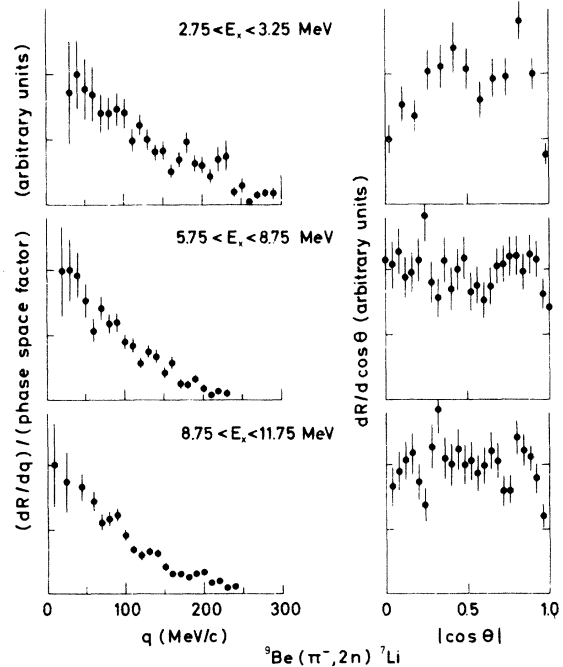 2.75 < Eₓ < 3.25 MeV
(arbitrary units)
5.75 < Eₓ < 8.75 MeV
(dR/dq) / (phase space factor)
dR/d cos θ (arbitrary units)
8.75 < Eₓ < 11.75 MeV
0 100 200 300
q (MeV/c)
0 0.5 1.0
|cos θ|
⁹Be (π⁻, 2n) ⁷Li